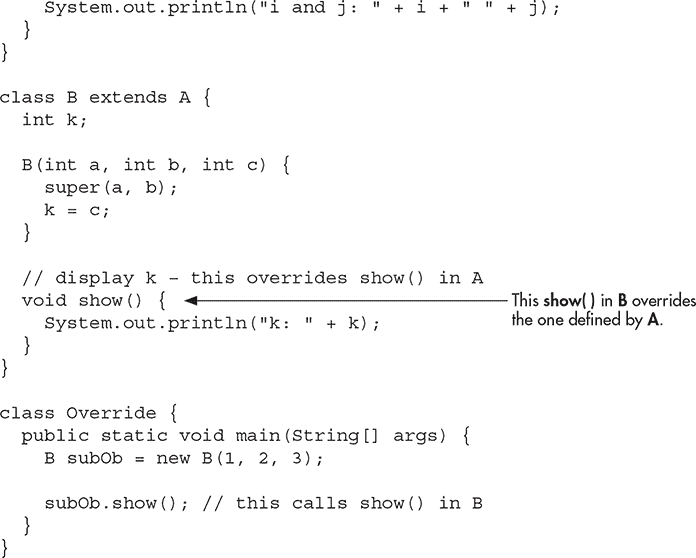 System.out.println("i and j: " + i + " " + j);
  }
}

class B extends A {
  int k;

  B(int a, int b, int c) {
    super(a, b);
    k = c;
  }

  // display k – this overrides show() in A
  void show() {
    System.out.println("k: " + k);
  }
}
This show( ) in B overrides
the one defined by A.

class Override {
  public static void main(String[] args) {
    B subOb = new B(1, 2, 3);

    subOb.show(); // this calls show() in B
  }
}